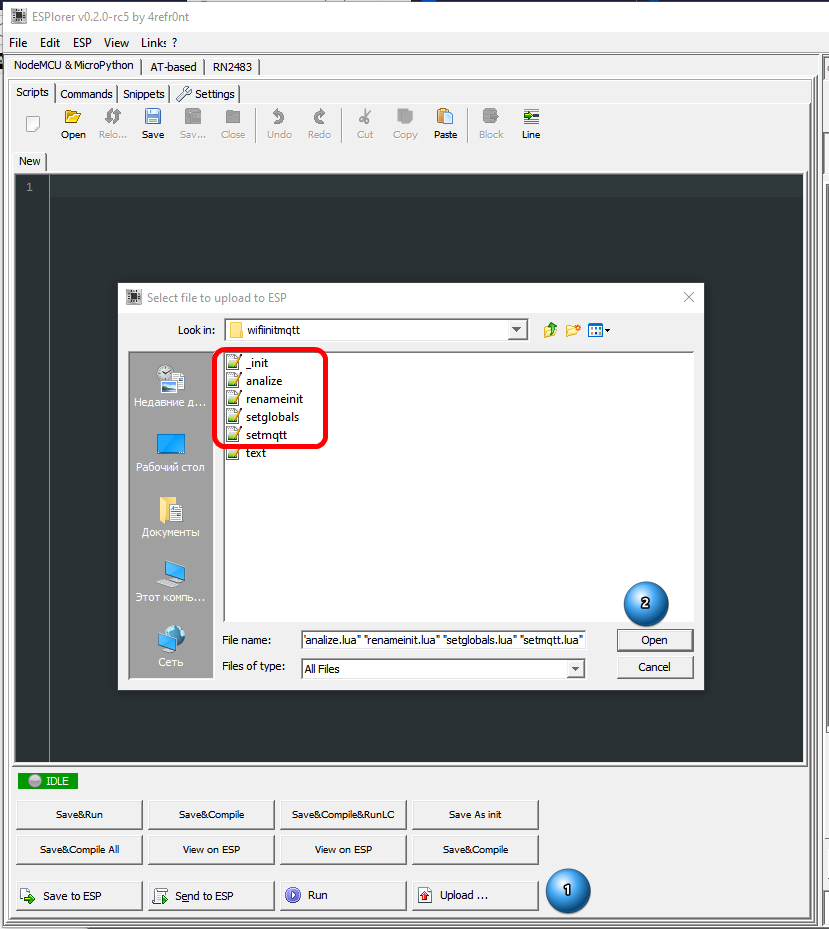 ESPlorer v0.2.0-rc5 by 4refr0nt
File Edit ESP View Links ?
NodeMCU & MicroPython AT-based RN2483
Scripts Commands Snippets Settings
Open Relo... Save Sav... Close Undo Redo Cut Copy Paste Block Line
New
1
Select file to upload to ESP
Look in: wifiinitmqtt
_init
analize
renameinit
setglobals
setmqtt
text
Недавние д...
Рабочий стол
Документы
Этот компь...
Сеть
2
File name: "analize.lua" "renameinit.lua" "setglobals.lua" "setmqtt.lua" Open
Files of type: All Files Cancel
IDLE
Save&Run Save&Compile Save&Compile&RunLC Save As init
Save&Compile All View on ESP View on ESP Save&Compile
Save to ESP Send to ESP Run Upload ... 1